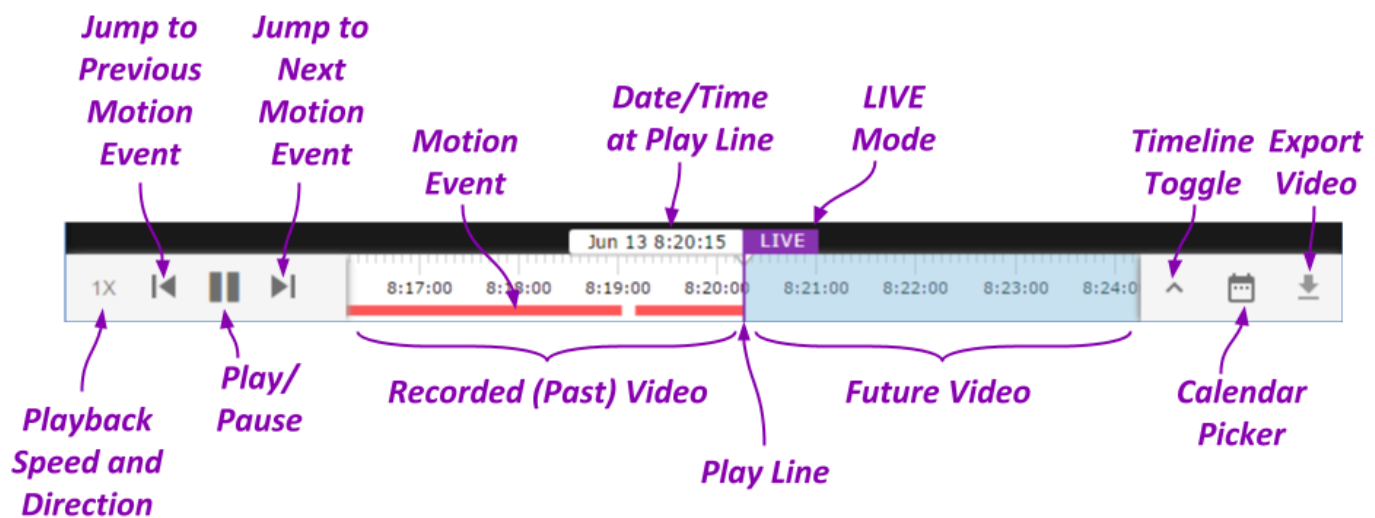 Jump to
Previous
Motion
Event
Jump to
Next
Motion
Event
Motion
Event
Date/Time
at Play Line
LIVE
Mode
Timeline
Toggle
Export
Video
Jun 13 8:20:15
LIVE
1X
8:17:00 8:18:00 8:19:00 8:20:00 8:21:00 8:22:00 8:23:00 8:24:0
Playback
Speed and
Direction
Play/
Pause
Recorded (Past) Video
Play Line
Future Video
Calendar
Picker